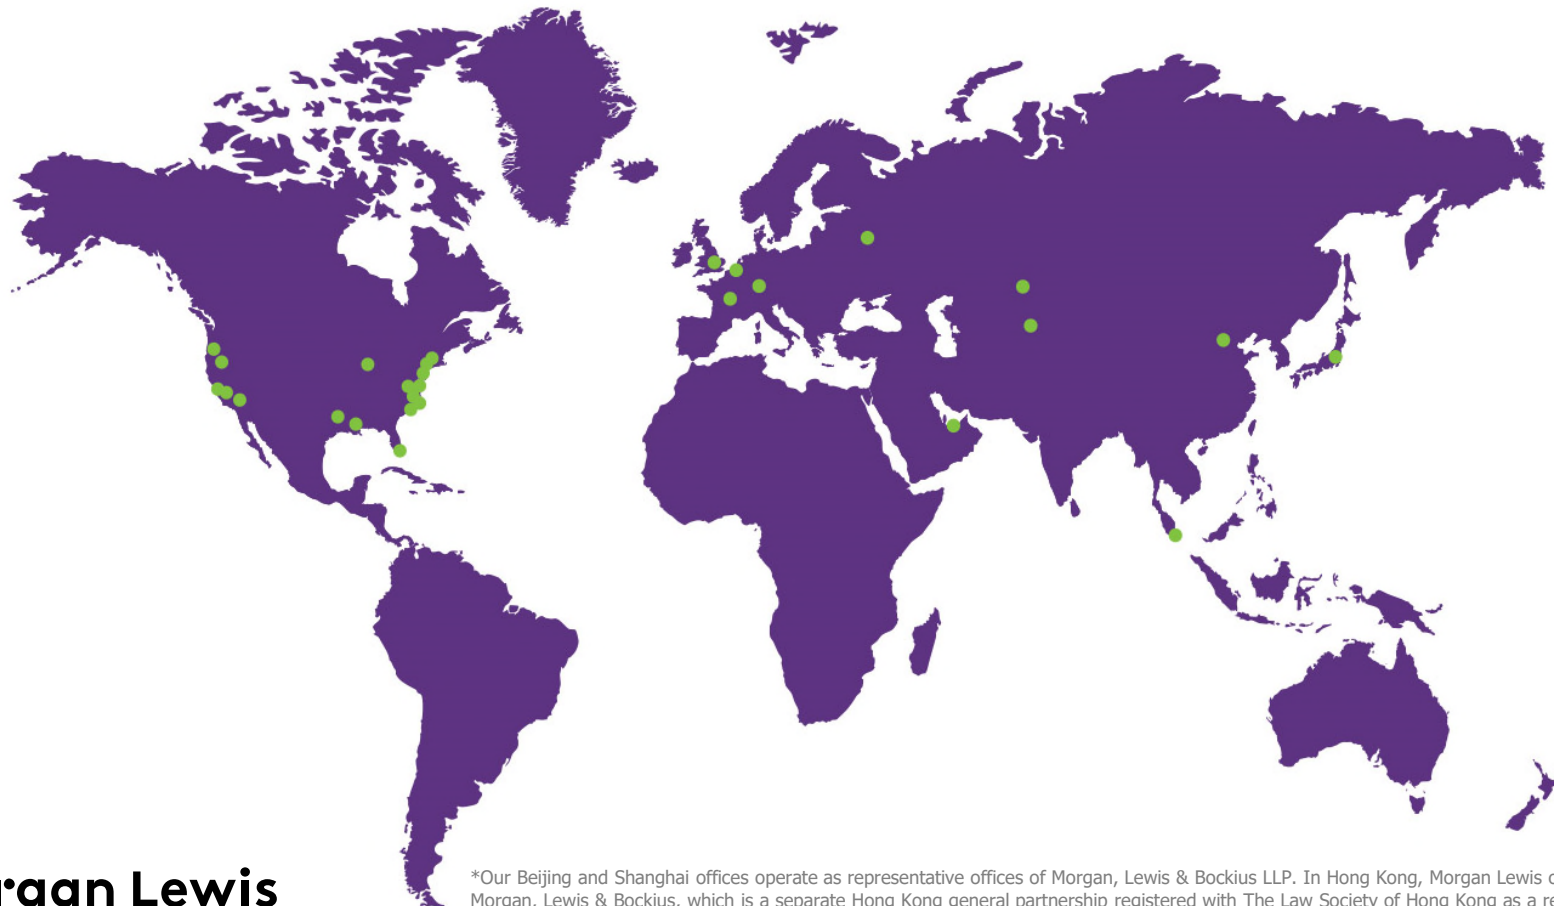 rgan Lewis
*Our Beijing and Shanghai offices operate as representative offices of Morgan, Lewis & Bockius LLP. In Hong Kong, Morgan Lewis
Morgan, Lewis & Bockius, which is a separate Hong Kong general partnership registered with The Law Society of Hong Kong as a